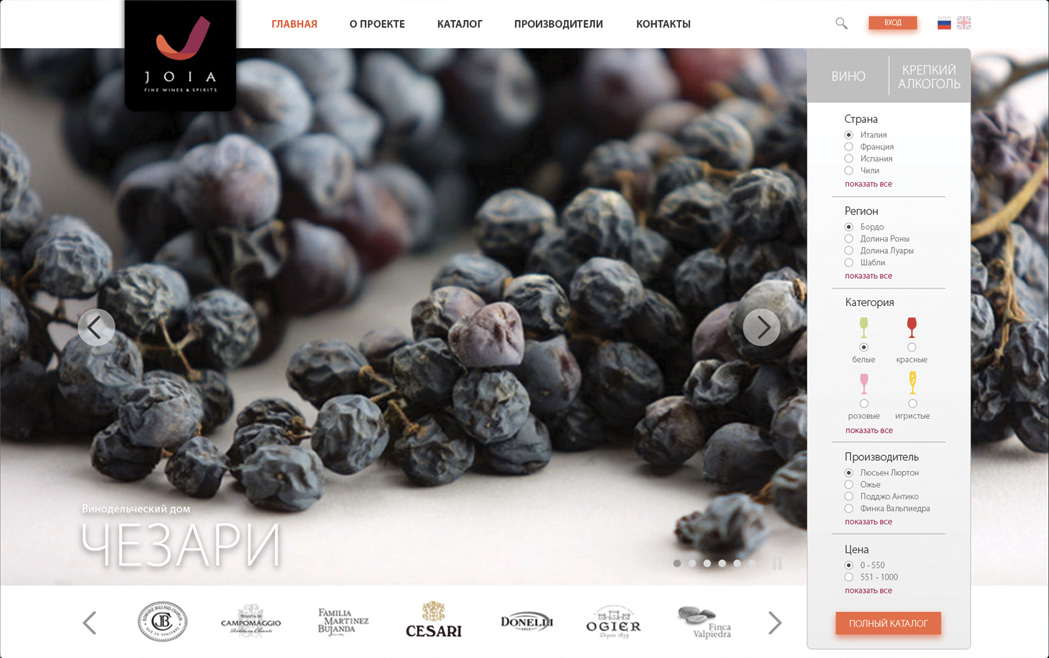 JOIA
FINE WINES & SPIRITS
ГЛАВНАЯ
О ПРОЕКТЕ
КАТАЛОГ
ПРОИЗВОДИТЕЛИ
КОНТАКТЫ
ВХОД
ВИНО
КРЕПКИЙ
АЛКОГОЛЬ
Страна
Италия
Франция
Испания
Чили
показать все
Регион
Бордо
Долина Роны
Долина Луары
Шабли
показать все
Категория
белые
красные
розовые
игристые
показать все
Производитель
Люсьен Люртон
Ожье
Поджо Антико
Финка Вальпиедра
показать все
Цена
0 - 550
551 - 1000
показать все
ПОЛНЫЙ КАТАЛОГ
Винодельческий дом
ЧЕЗАРИ
CAMPOMAGGIO
FAMILIA
MARTINEZ
BUJANDA
CESARI
DONELLI
OGIER
Depuis 1859
Finca
Valpiedra